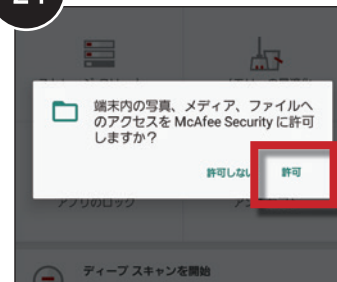 端末内の写真、メディア、ファイルへ
のアクセスを McAfee Security に許可
しますか？
許可しない
許可
アプリのロック
ディープ スキャンを開始